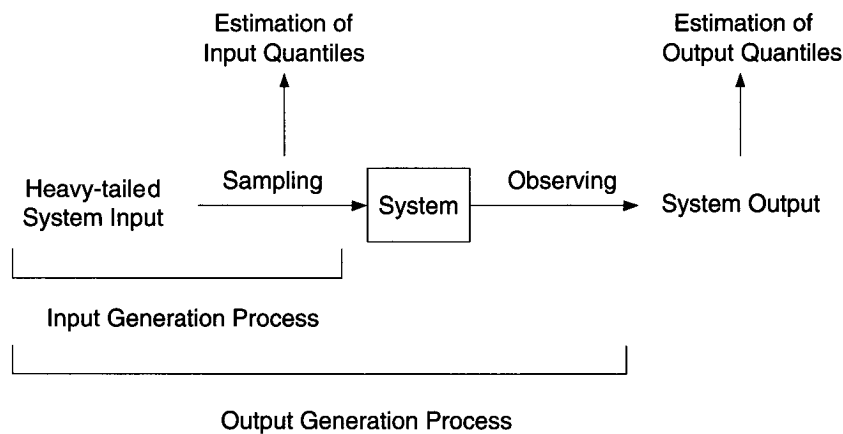 Estimation of
Input Quantiles
Estimation of
Output Quantiles
Heavy-tailed
System Input
Sampling
System
Observing
System Output
Input Generation Process
Output Generation Process